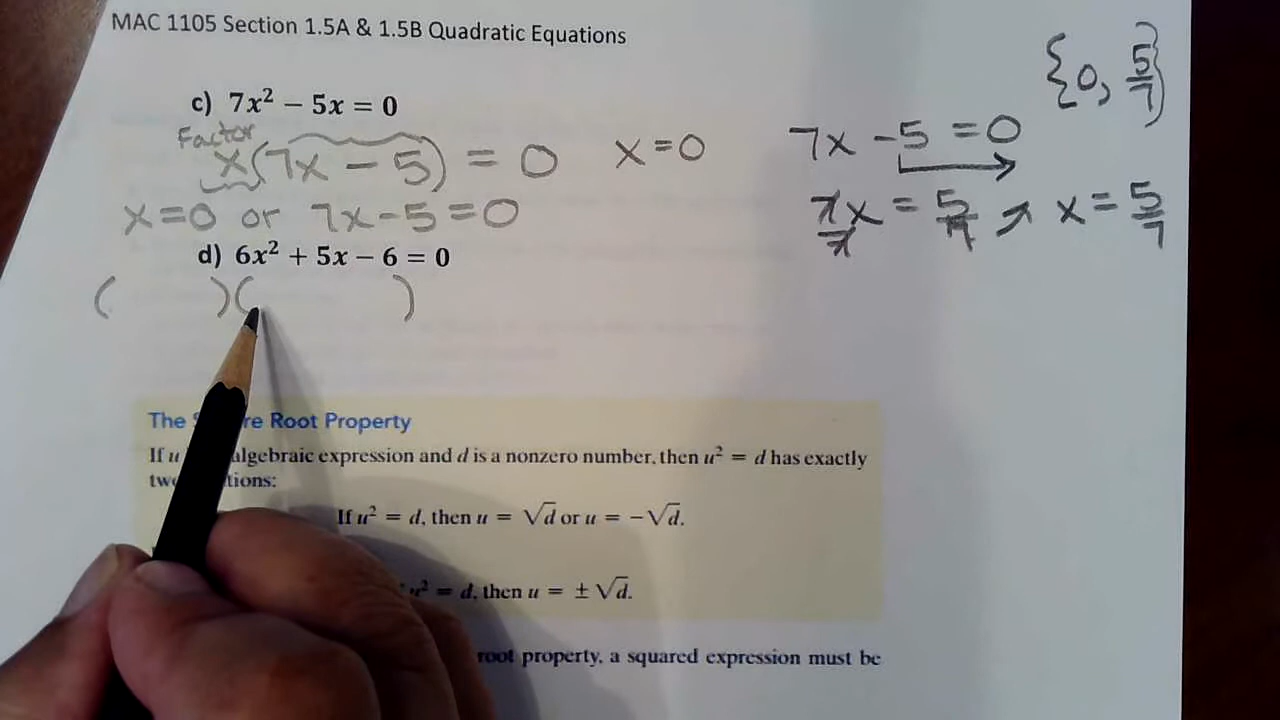 MAC 1105 Section 1.5A & 1.5B Quadratic Equations
c) 7x² − 5x = 0
Factor
x(7x − 5) = 0
x=0 or 7x−5=0
x=0
7x −5 =0
7x/7 = 5/7 ↗ x = 5/7
{0, 5/7}
d) 6x² + 5x − 6 = 0
( )( )
The Root Property
If u algebraic expression and d is a nonzero number, then u² = d has exactly
If u² = d, then u = √d or u = −√d.
u² = d, then u = ± √d.
root property, a squared expression must be